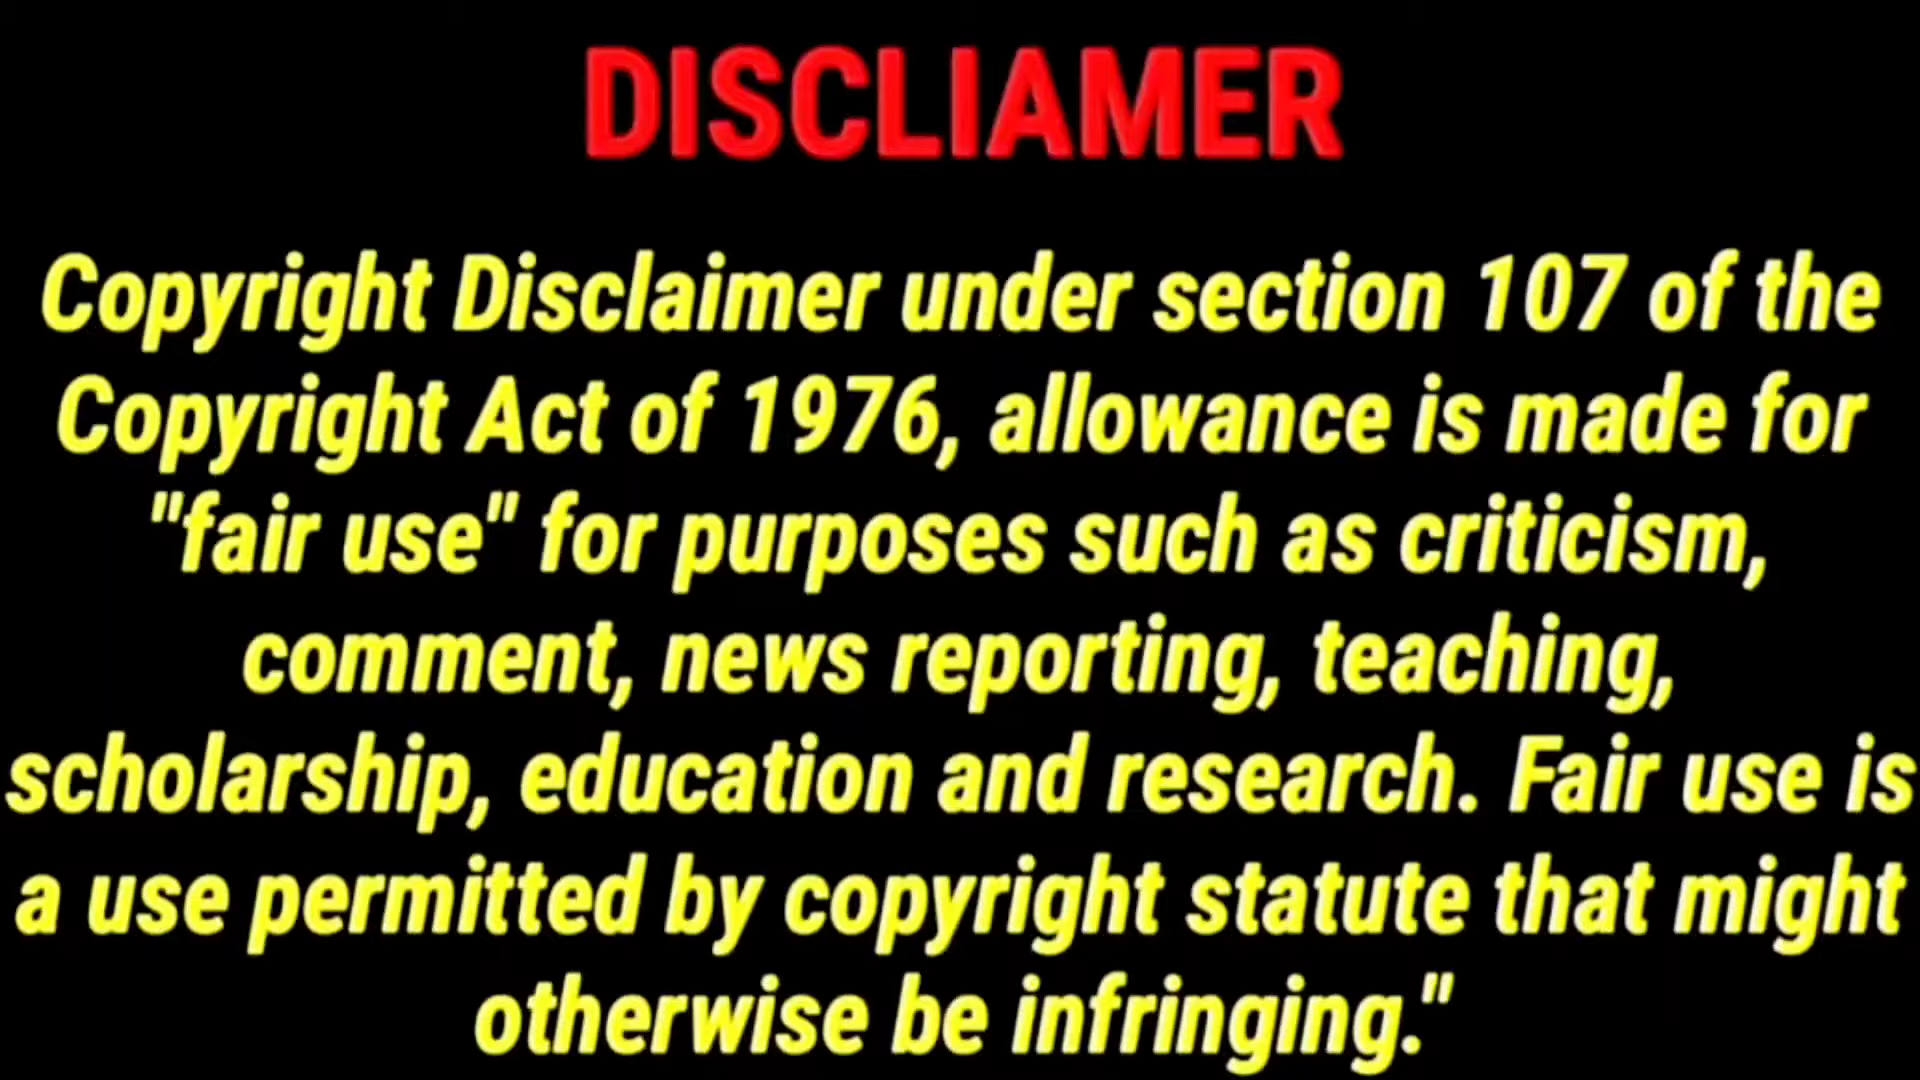 DISCLIAMER
Copyright Disclaimer under section 107 of the
Copyright Act of 1976, allowance is made for
"fair use" for purposes such as criticism,
comment, news reporting, teaching,
scholarship, education and research. Fair use is
a use permitted by copyright statute that might
otherwise be infringing."